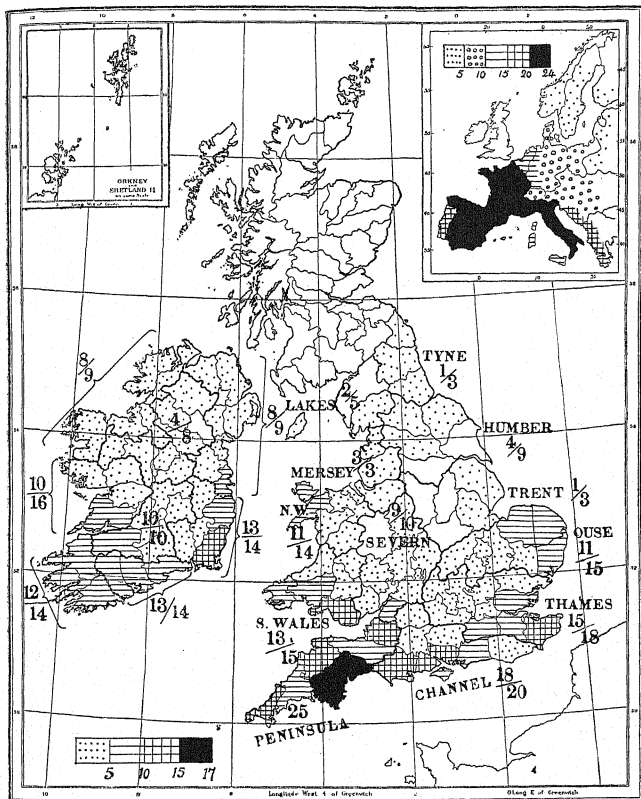 ORKNEY
&
SHETLAND IS
5 10 15 20 24
TYNE
1/3
8/9
2/5
LAKES
8/9
4/8
HUMBER
4/9
3/3
MERSEY
TRENT 1/3
10/16
N.W.
11/14
9/10
SEVERN
10/10
13/14
OUSE
11/15
12/14
13/14
THAMES
15/18
S. WALES
13/15
CHANNEL 18/20
25
PENINSULA
5 10 15 17
Longitude West 4 of Greenwich
0 Long E of Greenwich